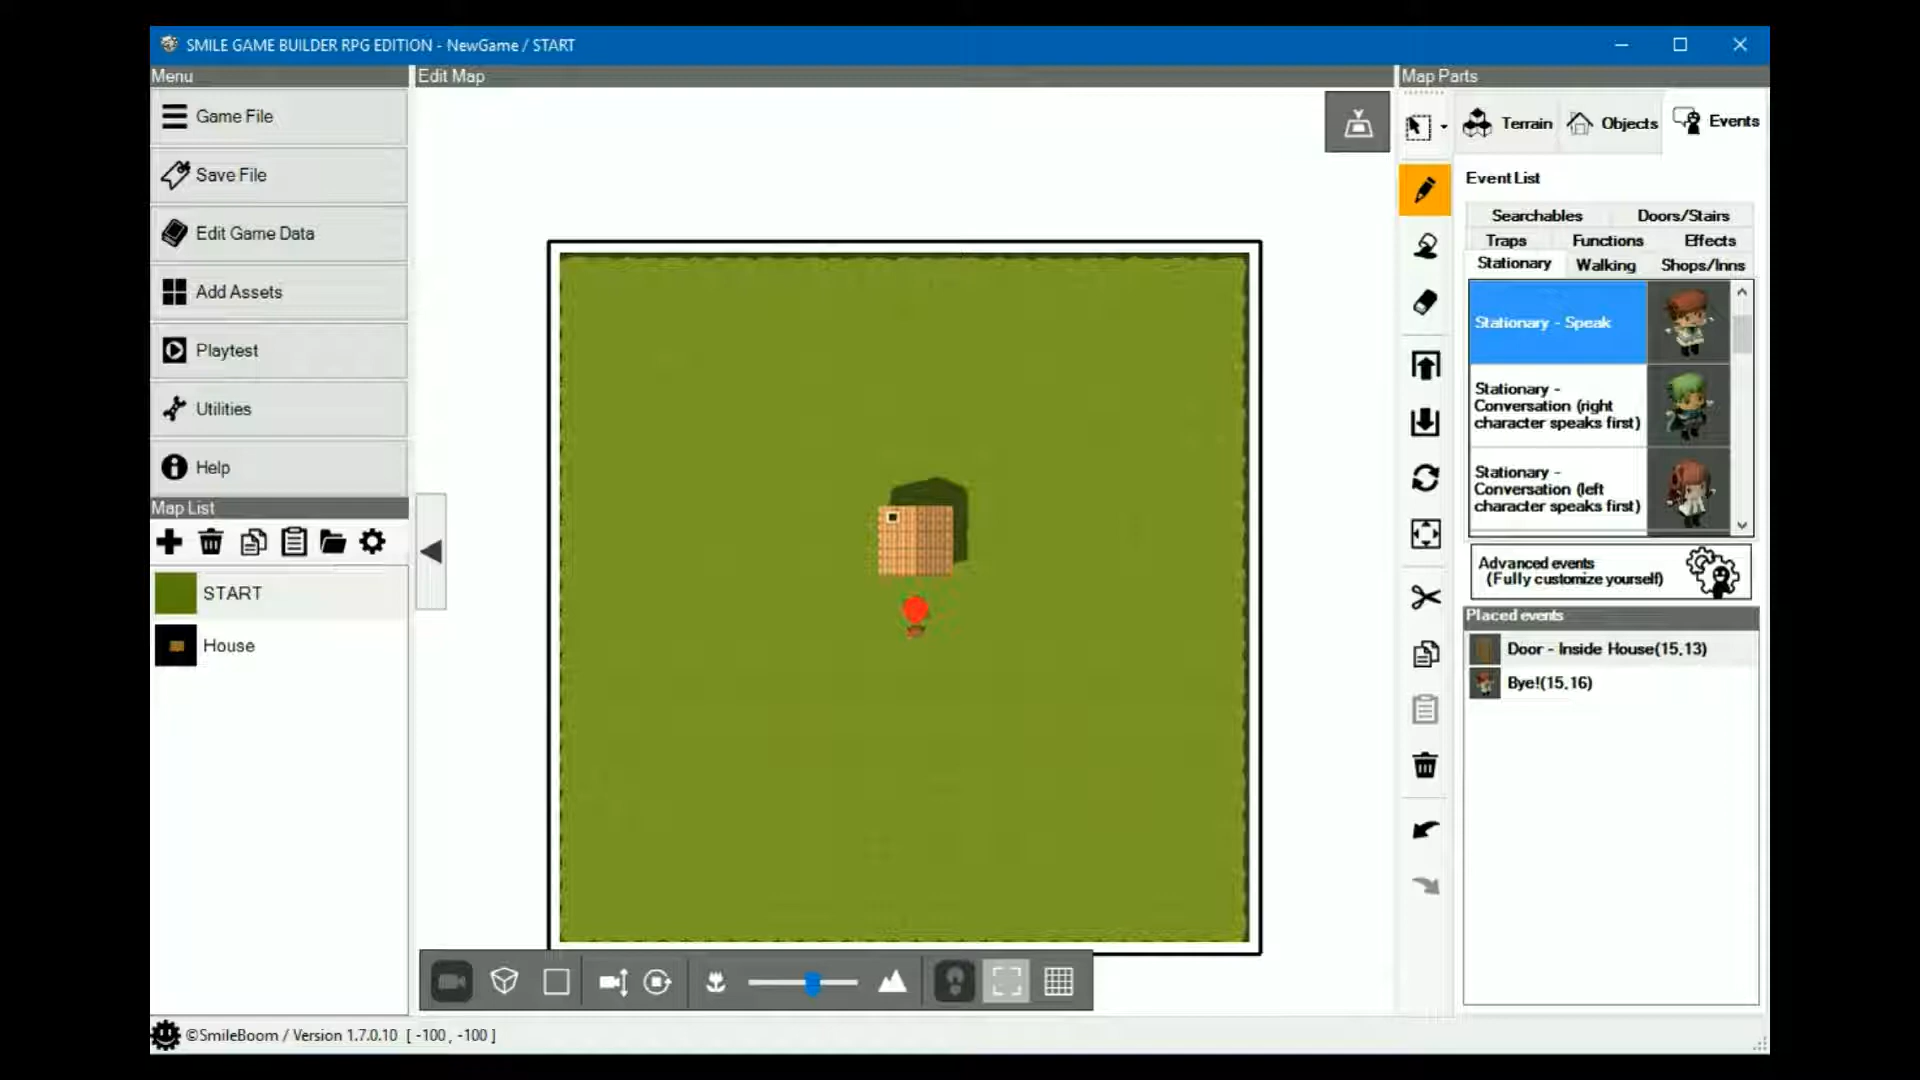 SMILE GAME BUILDER RPG EDITION - NewGame / START
Menu
Edit Map
Map Parts
Game File
Save File
Edit Game Data
Add Assets
Playtest
Utilities
Help
Map List
START
House
Terrain
Objects
Events
Event List
Searchables
Doors/Stairs
Traps
Functions
Effects
Stationary
Walking
Shops/Inns
Stationary - Speak
Stationary -
Conversation (right
character speaks first)
Stationary -
Conversation (left
character speaks first)
Advanced events
(Fully customize yourself)
Placed events
Door - Inside House(15,13)
Bye!(15,16)
©SmileBoom / Version 1.7.0.10 [ -100 , -100 ]